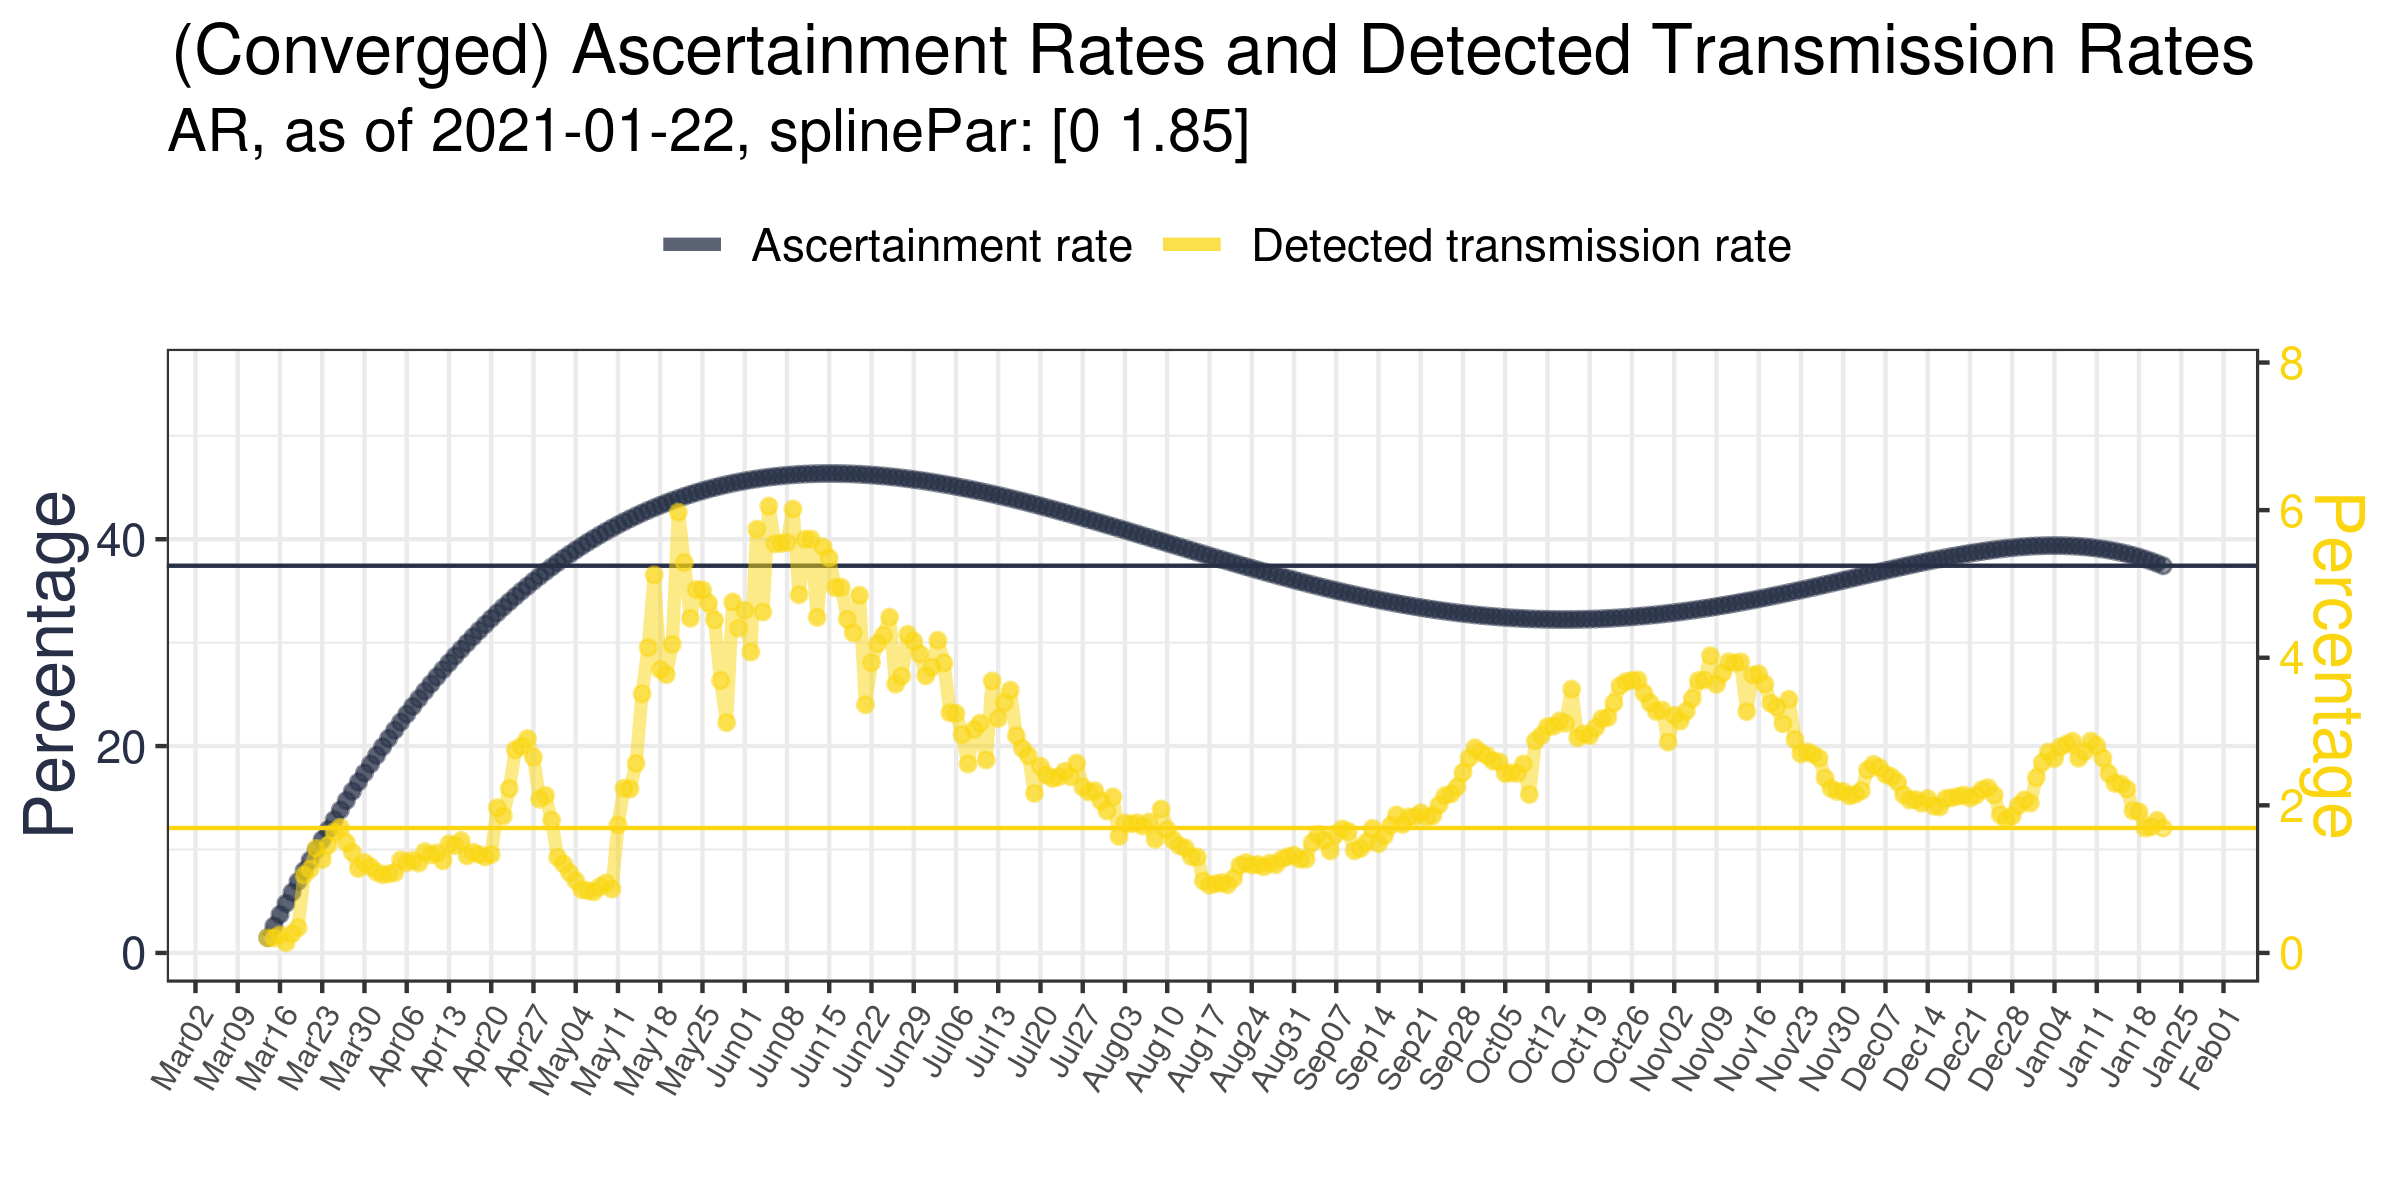 (Converged) Ascertainment Rates and Detected Transmission Rates
AR, as of 2021-01-22, splinePar: [0 1.85]
Ascertainment rate
Detected transmission rate
Percentage
40
20
0
8
6
4
2
0
Percentage
Mar02
Mar09
Mar16
Mar23
Mar30
Apr06
Apr13
Apr20
Apr27
May04
May11
May18
May25
Jun01
Jun08
Jun15
Jun22
Jun29
Jul06
Jul13
Jul20
Jul27
Aug03
Aug10
Aug17
Aug24
Aug31
Sep07
Sep14
Sep21
Sep28
Oct05
Oct12
Oct19
Oct26
Nov02
Nov09
Nov16
Nov23
Nov30
Dec07
Dec14
Dec21
Dec28
Jan04
Jan11
Jan18
Jan25
Feb01